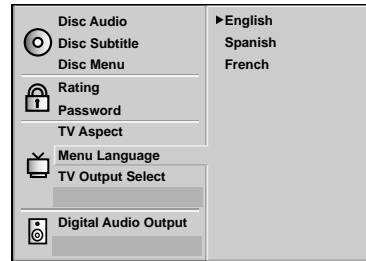 Disc Audio
Disc Subtitle
Disc Menu
Rating
Password
TV Aspect
Menu Language
TV Output Select
Digital Audio Output
English
Spanish
French